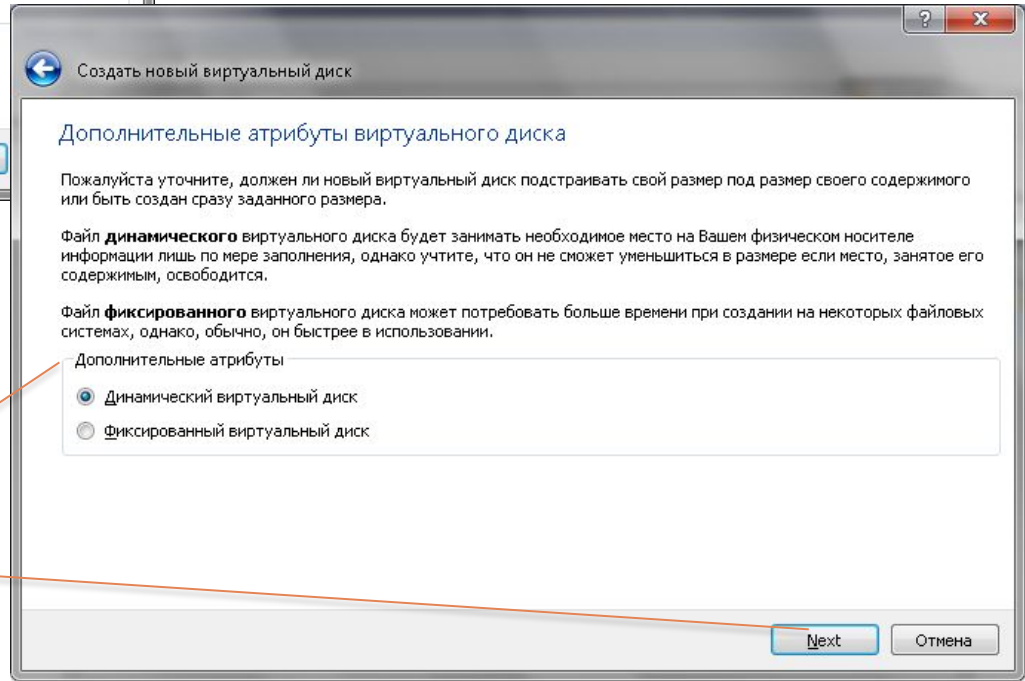 Создать новый виртуальный диск
Дополнительные атрибуты виртуального диска
Пожалуйста уточните, должен ли новый виртуальный диск подстраивать свой размер под размер своего содержимого
или быть создан сразу заданного размера.
Файл динамического виртуального диска будет занимать необходимое место на Вашем физическом носителе
информации лишь по мере заполнения, однако учтите, что он не сможет уменьшиться в размере если место, занятое его
содержимым, освободится.
Файл фиксированного виртуального диска может потребовать больше времени при создании на некоторых файловых
системах, однако, обычно, он быстрее в использовании.
Дополнительные атрибуты
Динамический виртуальный диск
Фиксированный виртуальный диск
Next
Отмена